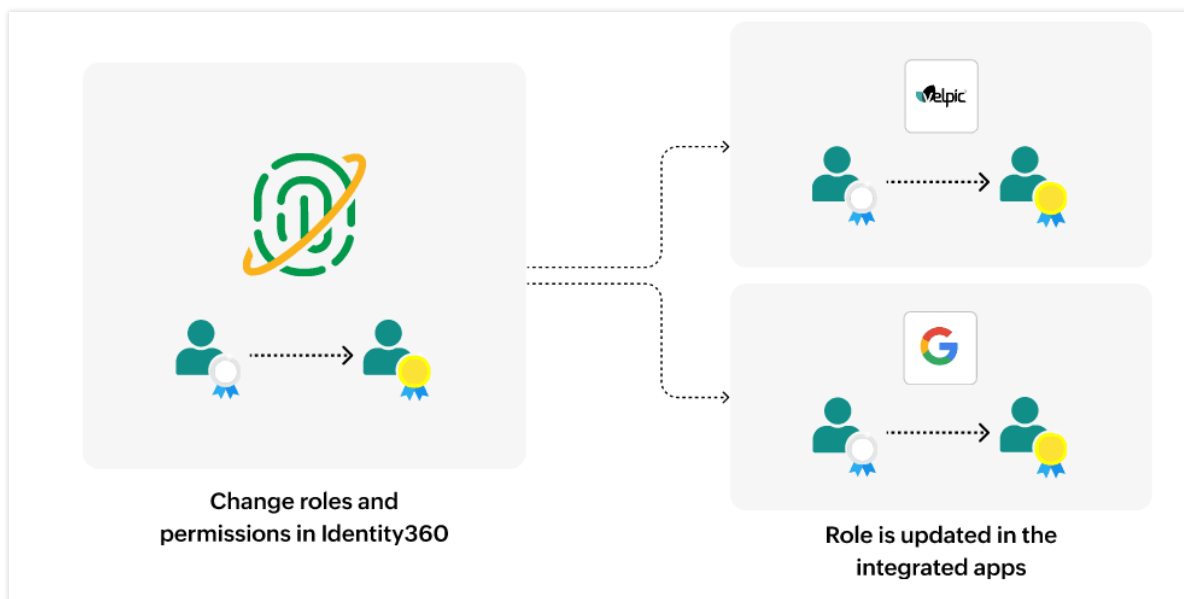 velpic
Change roles and
permissions in Identity360
G
Role is updated in the
integrated apps